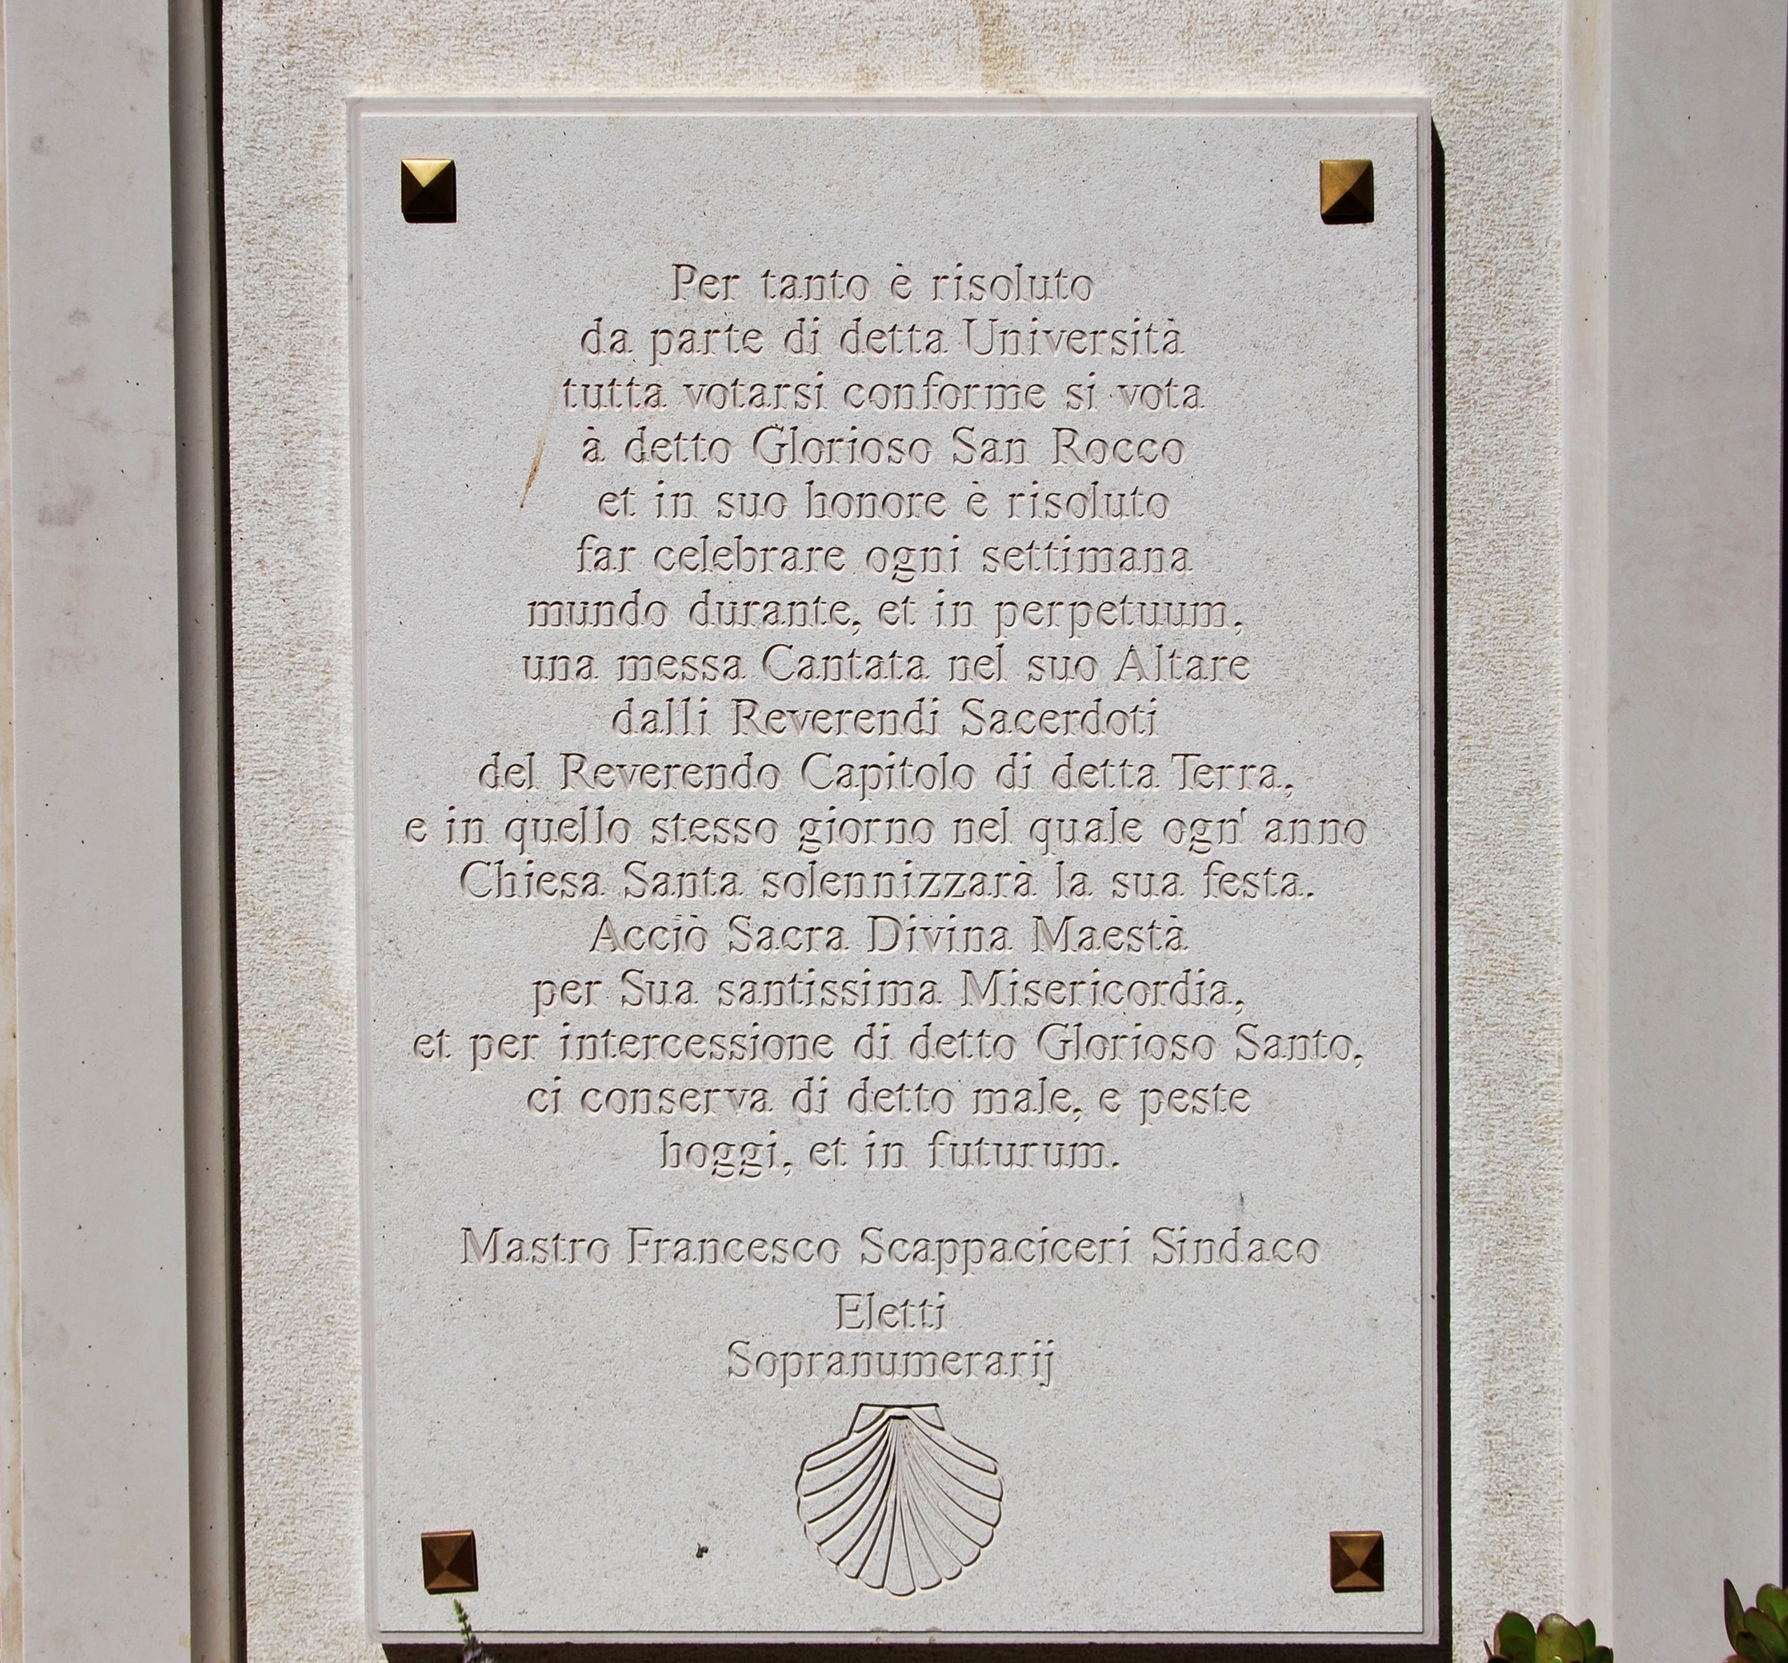 Per tanto è risoluto
da parte di detta Università
tutta votarsi conforme si vota
à detto Glorioso San Rocco
et in suo honore è risoluto
far celebrare ogni settimana
mundo durante, et in perpetuum,
una messa Cantata nel suo Altare
dalli Reverendi Sacerdoti
del Reverendo Capitolo di detta Terra,
e in quello stesso giorno nel quale ogn' anno
Chiesa Santa solennizzarà la sua festa.
Acciò Sacra Divina Maestà
per Sua santissima Misericordia,
et per intercessione di detto Glorioso Santo,
ci conserva di detto male, e peste
hoggi, et in futurum.
Mastro Francesco Scappaciceri Sindaco
Eletti
Sopranumerarij